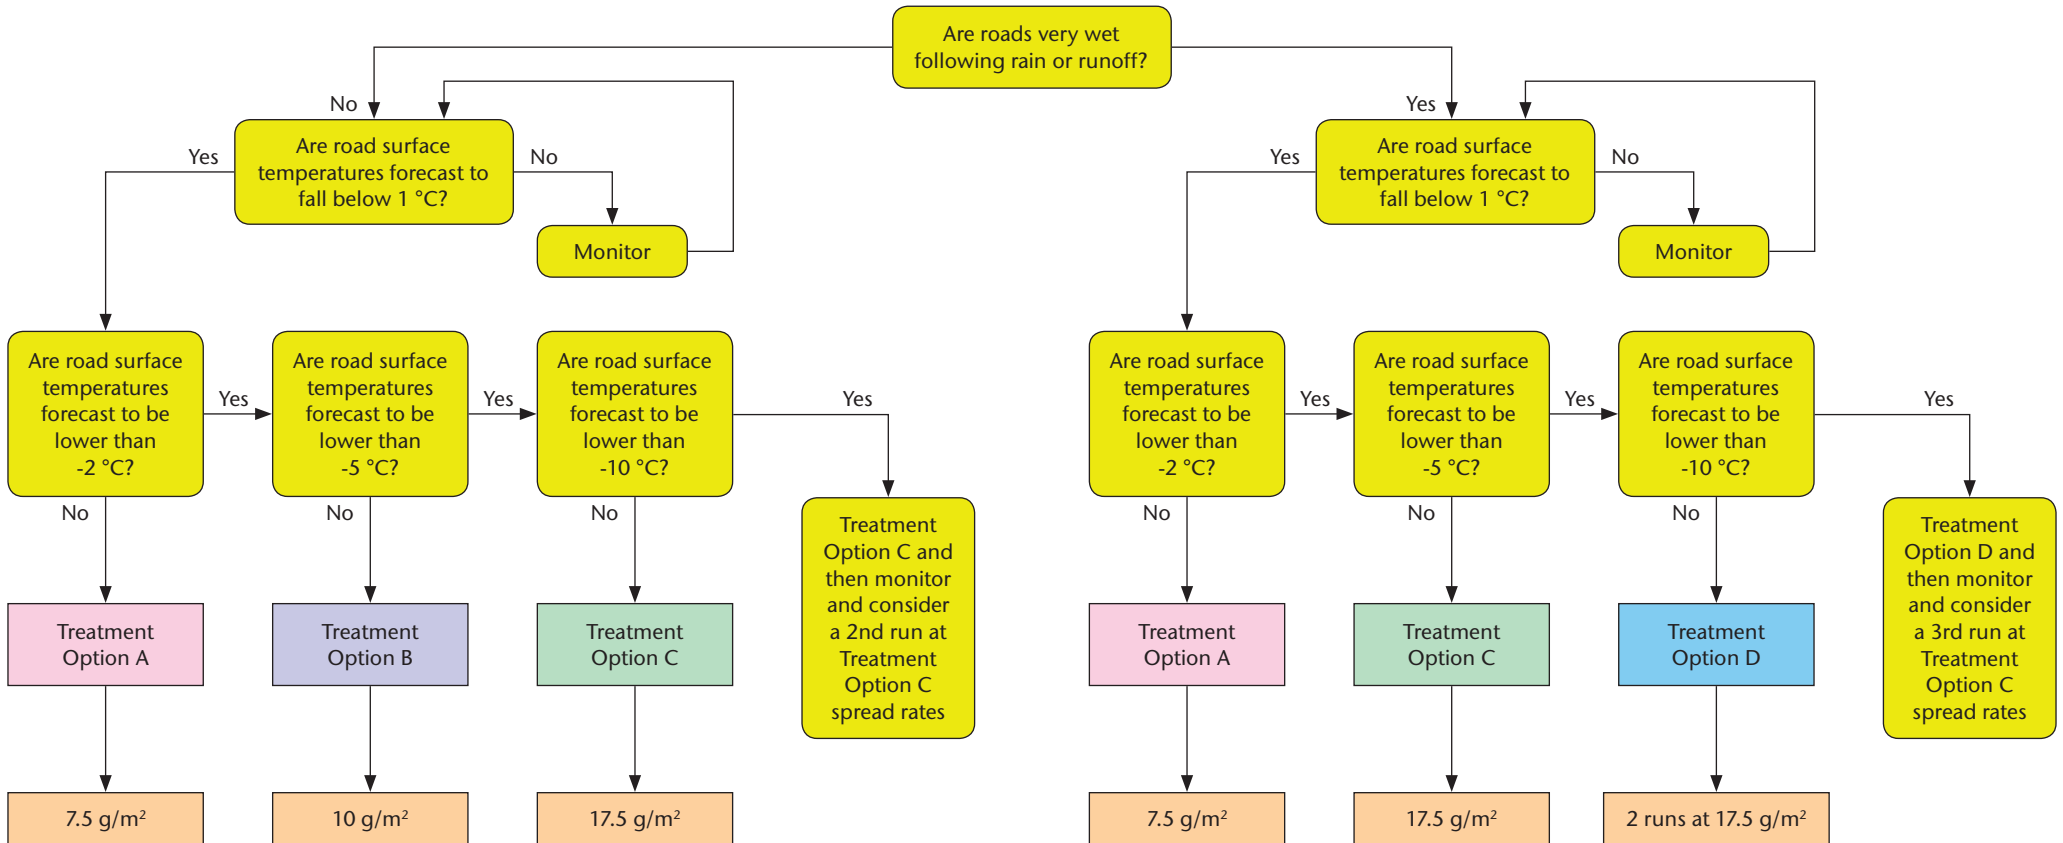 Are roads very wet
following rain or runoff?
No
Yes
Are road surface
temperatures forecast to
fall below 1 °C?
Yes
No
Monitor
Are road surface
temperatures forecast to
fall below 1 °C?
Yes
No
Monitor
Are road surface
temperatures
forecast to be
lower than
-2 °C?
Yes
No
Are road surface
temperatures
forecast to be
lower than
-5 °C?
Yes
No
Are road surface
temperatures
forecast to be
lower than
-10 °C?
Yes
No
Treatment
Option C and
then monitor
and consider
a 2nd run at
Treatment
Option C
spread rates
Are road surface
temperatures
forecast to be
lower than
-2 °C?
Yes
No
Are road surface
temperatures
forecast to be
lower than
-5 °C?
Yes
No
Are road surface
temperatures
forecast to be
lower than
-10 °C?
Yes
No
Treatment
Option D and
then monitor
and consider
a 3rd run at
Treatment
Option C
spread rates
Treatment
Option A
Treatment
Option B
Treatment
Option C
Treatment
Option A
Treatment
Option C
Treatment
Option D
7.5 g/m²
10 g/m²
17.5 g/m²
7.5 g/m²
17.5 g/m²
2 runs at 17.5 g/m²